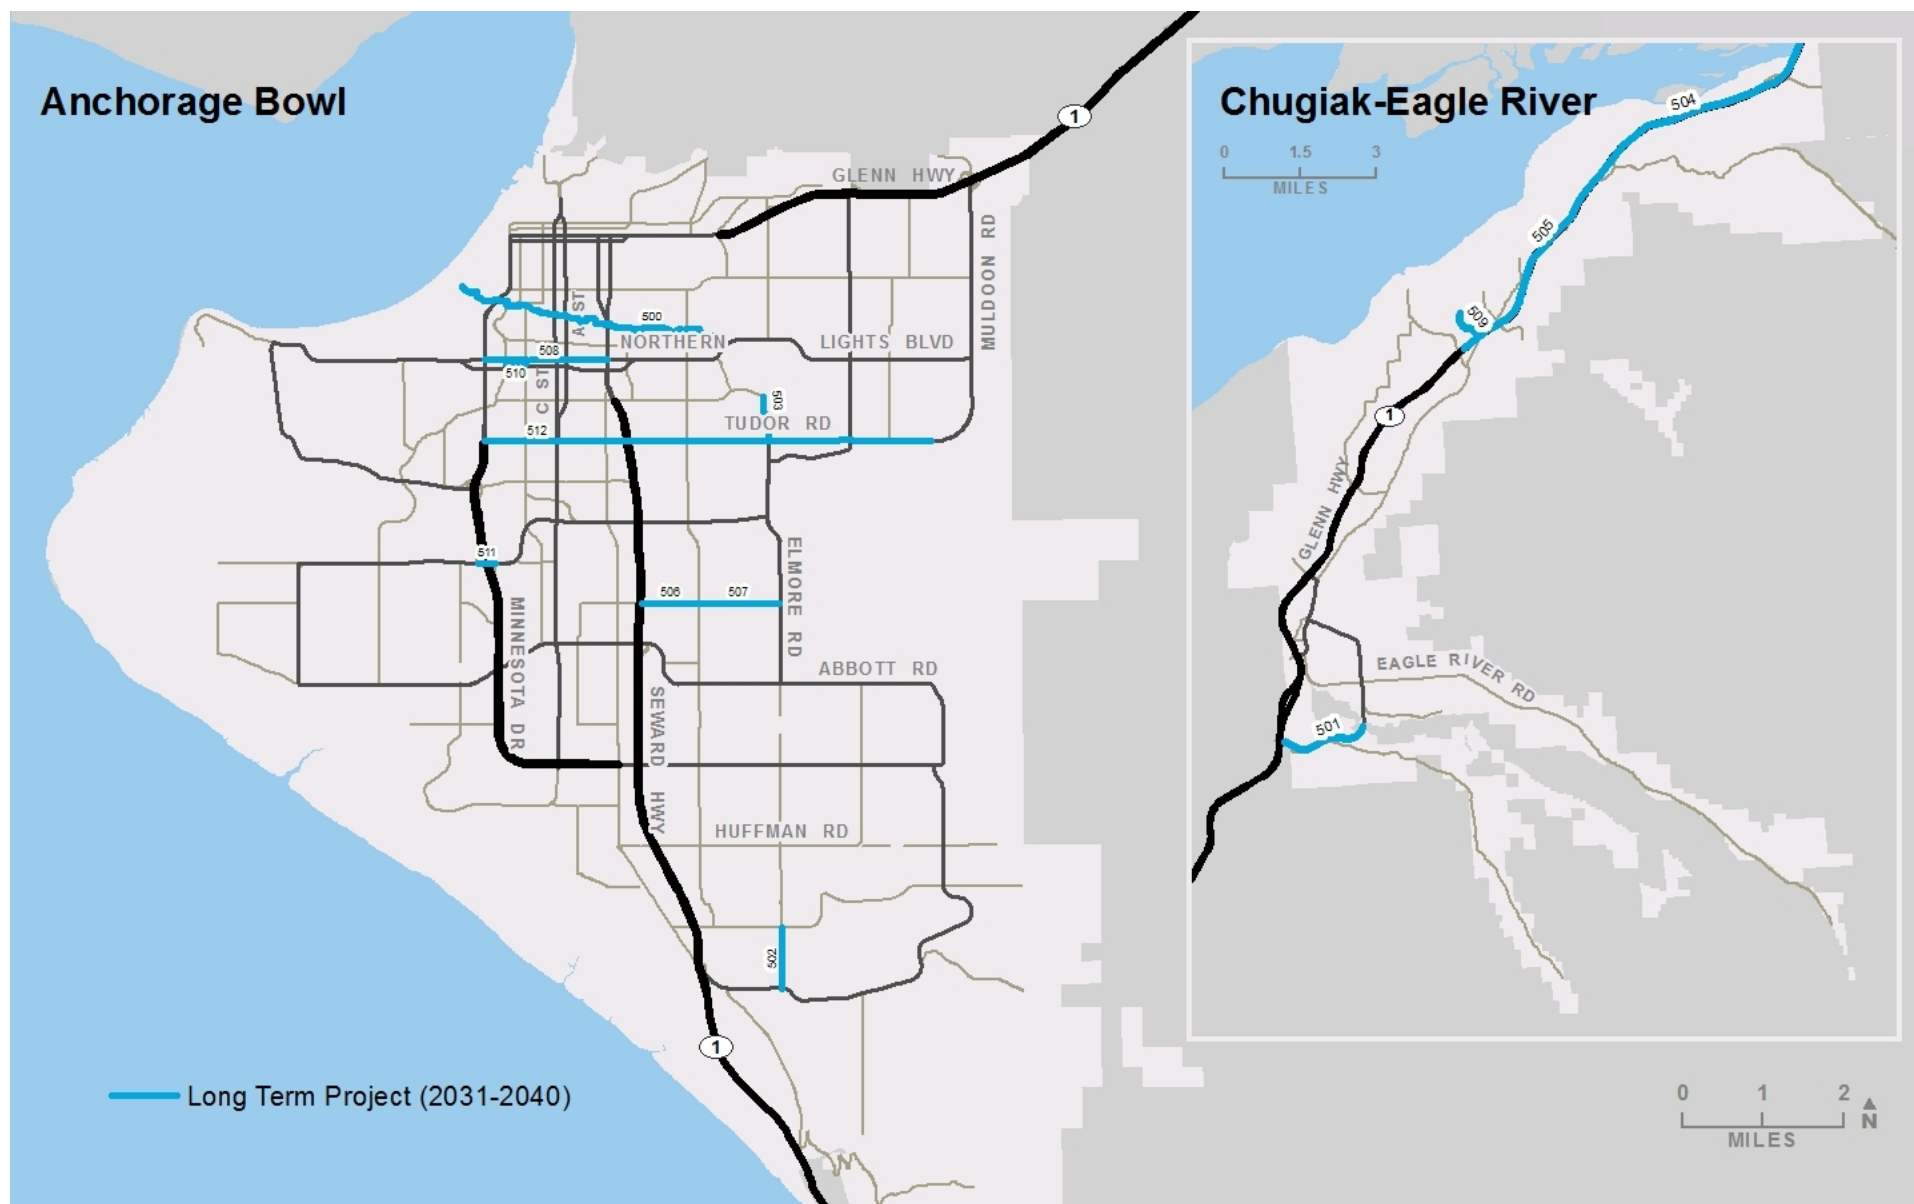 Anchorage Bowl
1
GLENN HWY
MULDOON RD
A ST
500
NORTHERN
LIGHTS BLVD
508
510
C ST
503
TUDOR RD
512
511
506
507
ELMORE RD
MINNESOTA DR
ABBOTT RD
SEWARD HWY
HUFFMAN RD
502
1
Long Term Project (2031-2040)
Chugiak-Eagle River
504
0 1.5 3
MILES
505
509
1
GLENN HWY
EAGLE RIVER RD
501
0 1 2
N
MILES